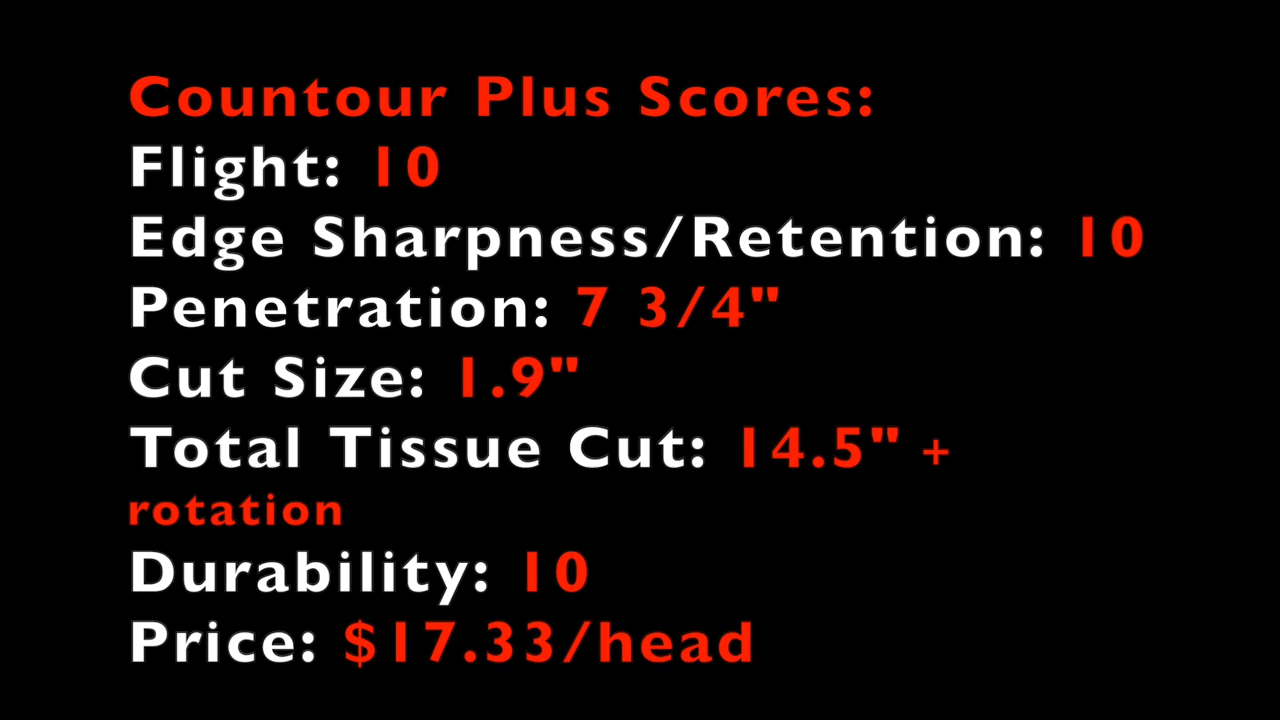 Countour Plus Scores:
Flight: 10
Edge Sharpness/Retention: 10
Penetration: 7 3/4"
Cut Size: 1.9"
Total Tissue Cut: 14.5" +
rotation
Durability: 10
Price: $17.33/head